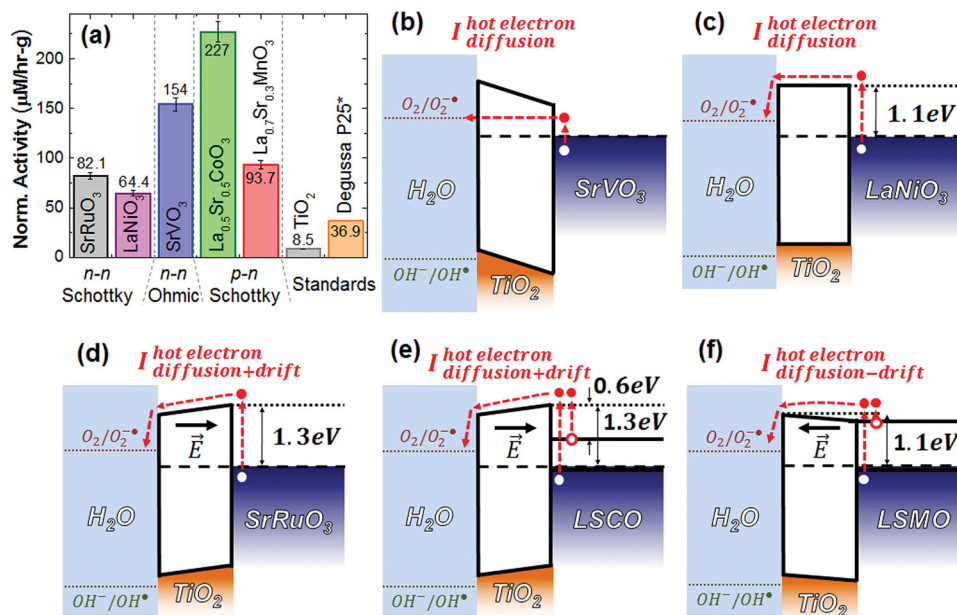 (a)
Norm. Activity (μM/hr-g)
200
150
100
50
0
82.1
SrRuO3
64.4
LaNiO3
154
SrVO3
227
La0.5Sr0.5CoO3
La0.7Sr0.3MnO3
93.7
TiO2
8.5
Degussa P25*
36.9
n-n
Schottky
n-n
Ohmic
p-n
Schottky
Standards
(b)
I hot electron
diffusion
O2/O2−•
H2O
SrVO3
OH−/OH•
TiO2
(c)
I hot electron
diffusion
O2/O2−•
1.1eV
H2O
LaNiO3
OH−/OH•
TiO2
(d)
I hot electron
diffusion+drift
O2/O2−•
E⃗
1.3eV
H2O
SrRuO3
OH−/OH•
TiO2
(e)
I hot electron
diffusion+drift
0.6eV
1.3eV
O2/O2−•
E⃗
H2O
LSCO
OH−/OH•
TiO2
(f)
I hot electron
diffusion−drift
O2/O2−•
E⃗
1.1eV
H2O
LSMO
OH−/OH•
TiO2